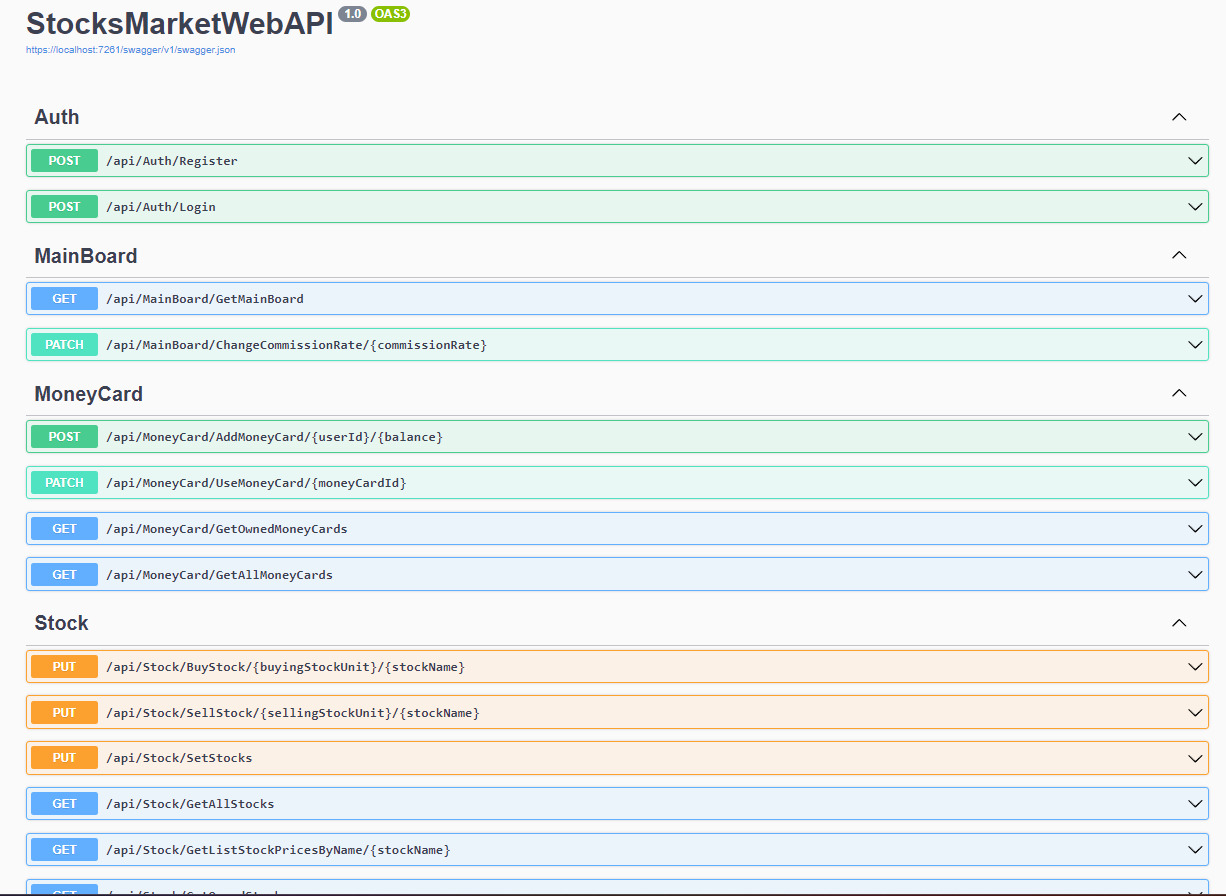 StocksMarketWebAPI 1.0 OAS3
https://localhost:7261/swagger/v1/swagger.json
Auth
POST /api/Auth/Register
POST /api/Auth/Login
MainBoard
GET /api/MainBoard/GetMainBoard
PATCH /api/MainBoard/ChangeCommissionRate/{commissionRate}
MoneyCard
POST /api/MoneyCard/AddMoneyCard/{userId}/{balance}
PATCH /api/MoneyCard/UseMoneyCard/{moneyCardId}
GET /api/MoneyCard/GetOwnedMoneyCards
GET /api/MoneyCard/GetAllMoneyCards
Stock
PUT /api/Stock/BuyStock/{buyingStockUnit}/{stockName}
PUT /api/Stock/SellStock/{sellingStockUnit}/{stockName}
PUT /api/Stock/SetStocks
GET /api/Stock/GetAllStocks
GET /api/Stock/GetListStockPricesByName/{stockName}
GET